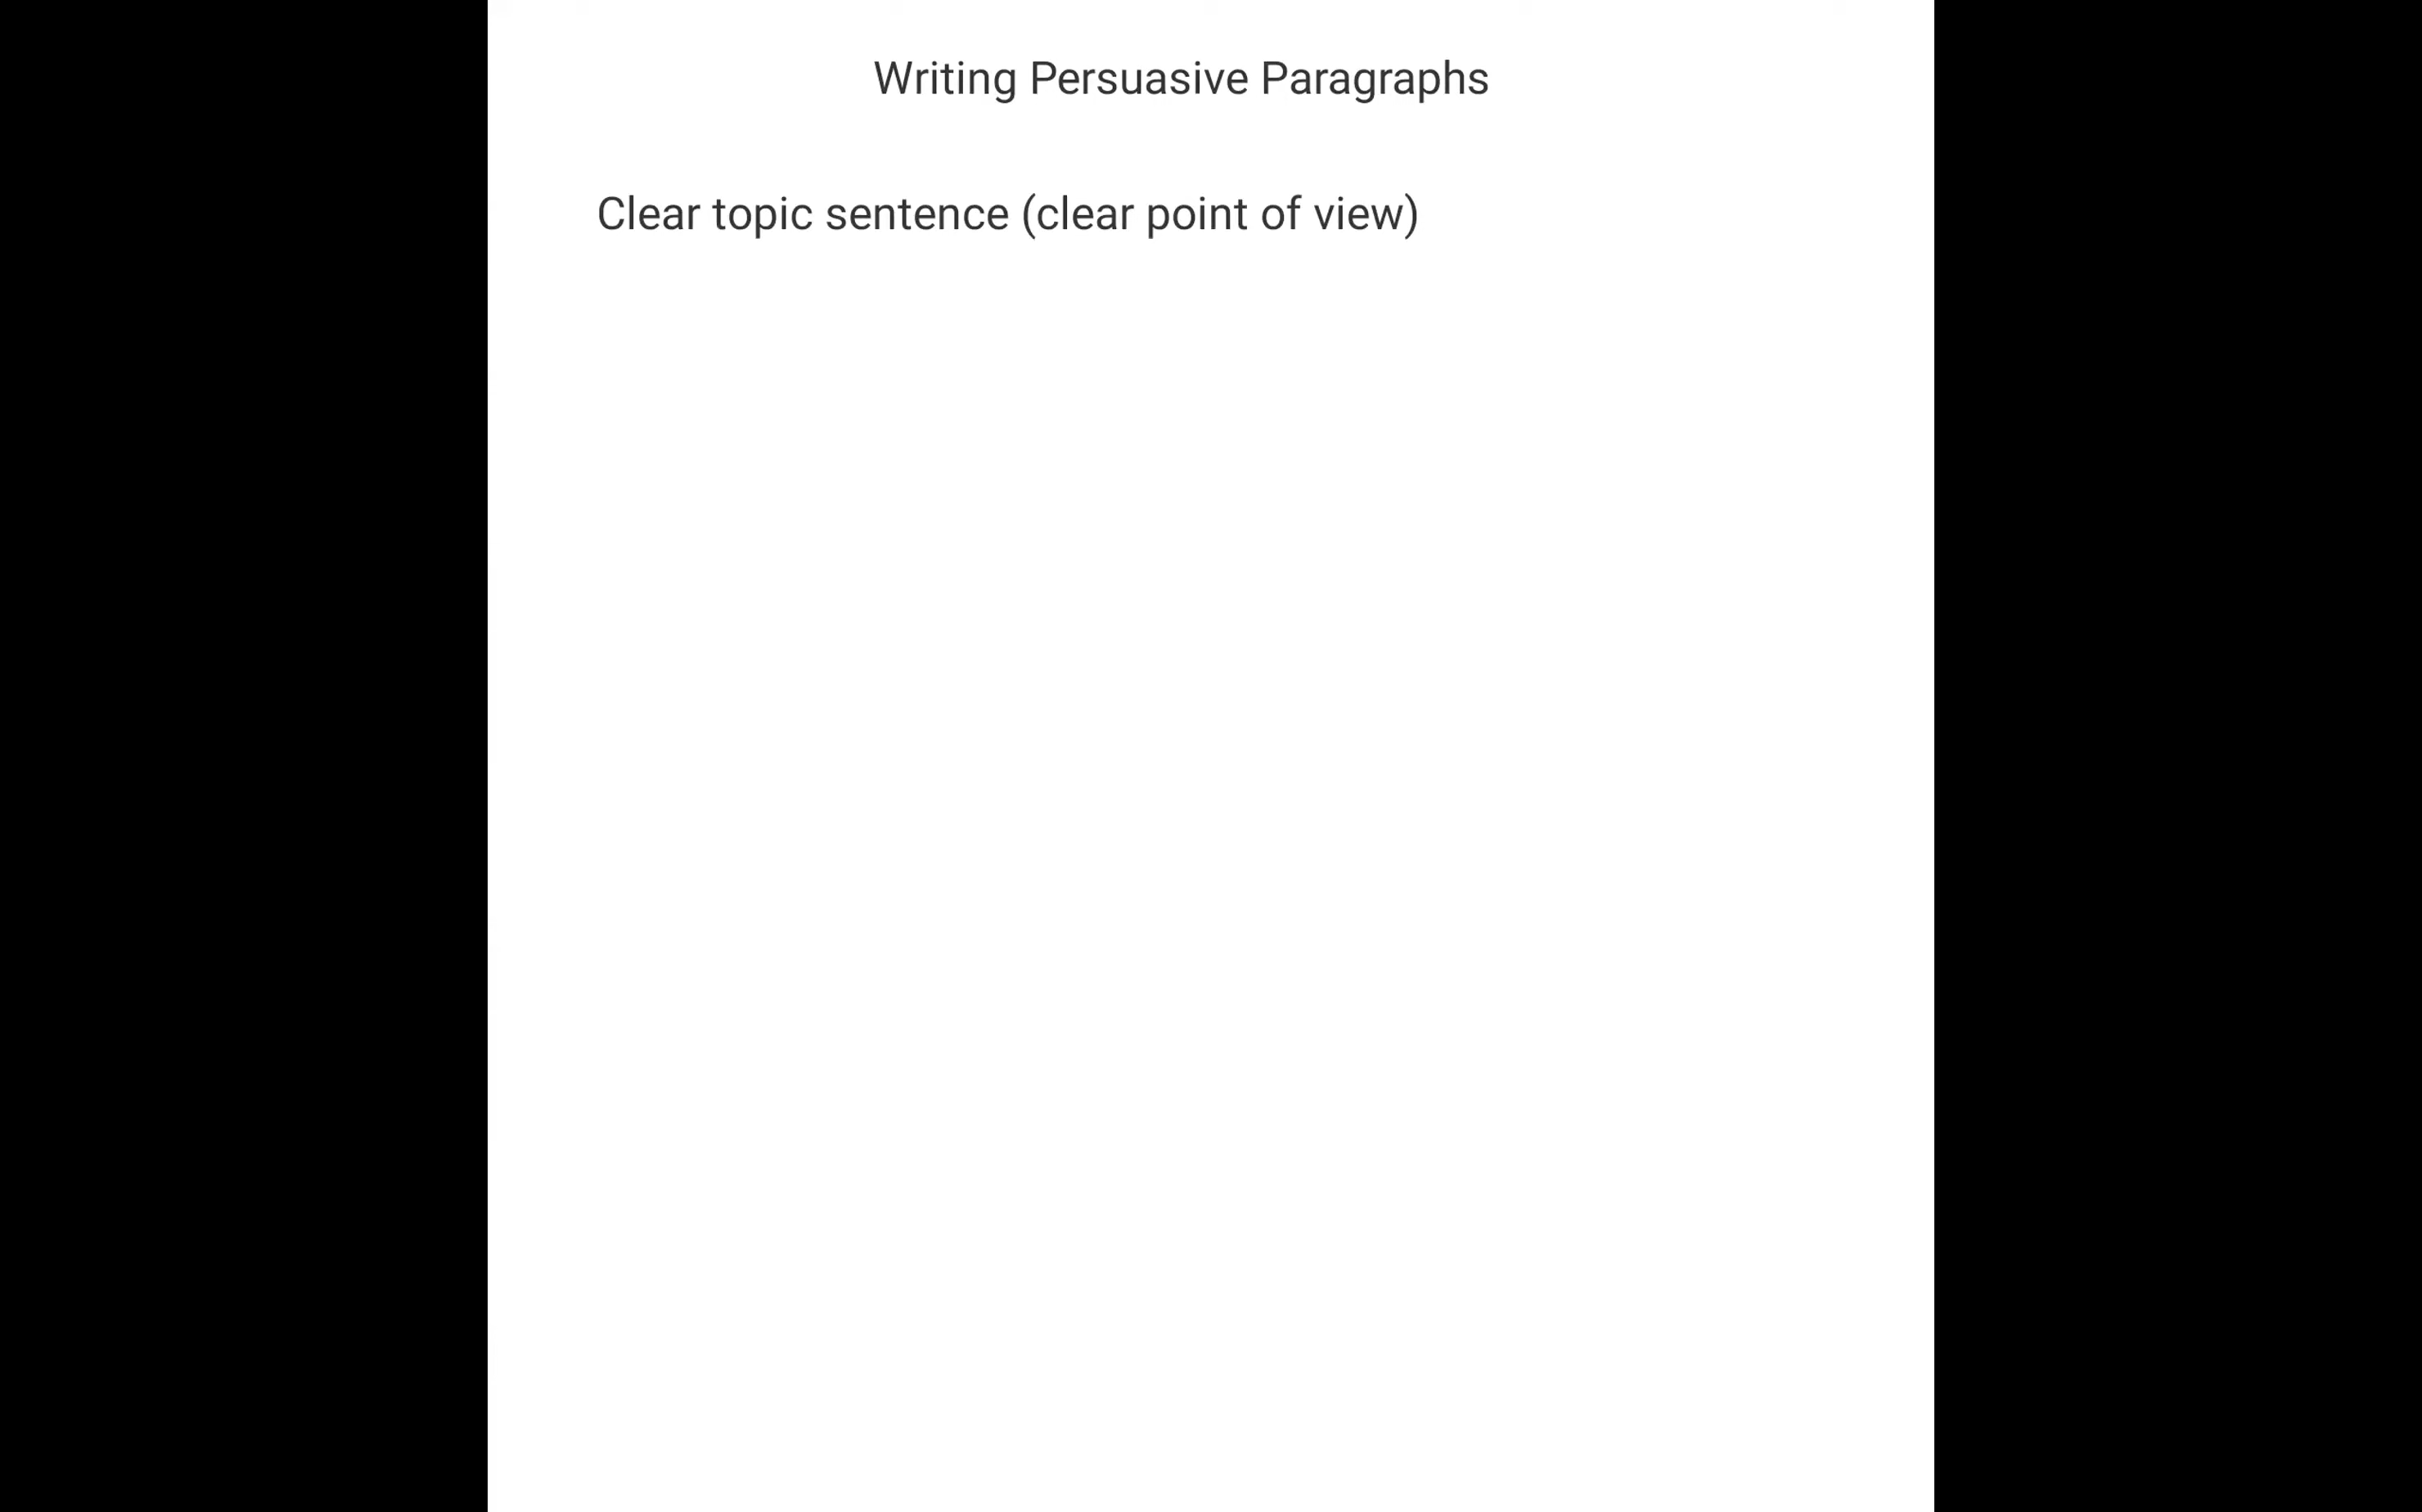 Writing Persuasive Paragraphs
Clear topic sentence (clear point of view)